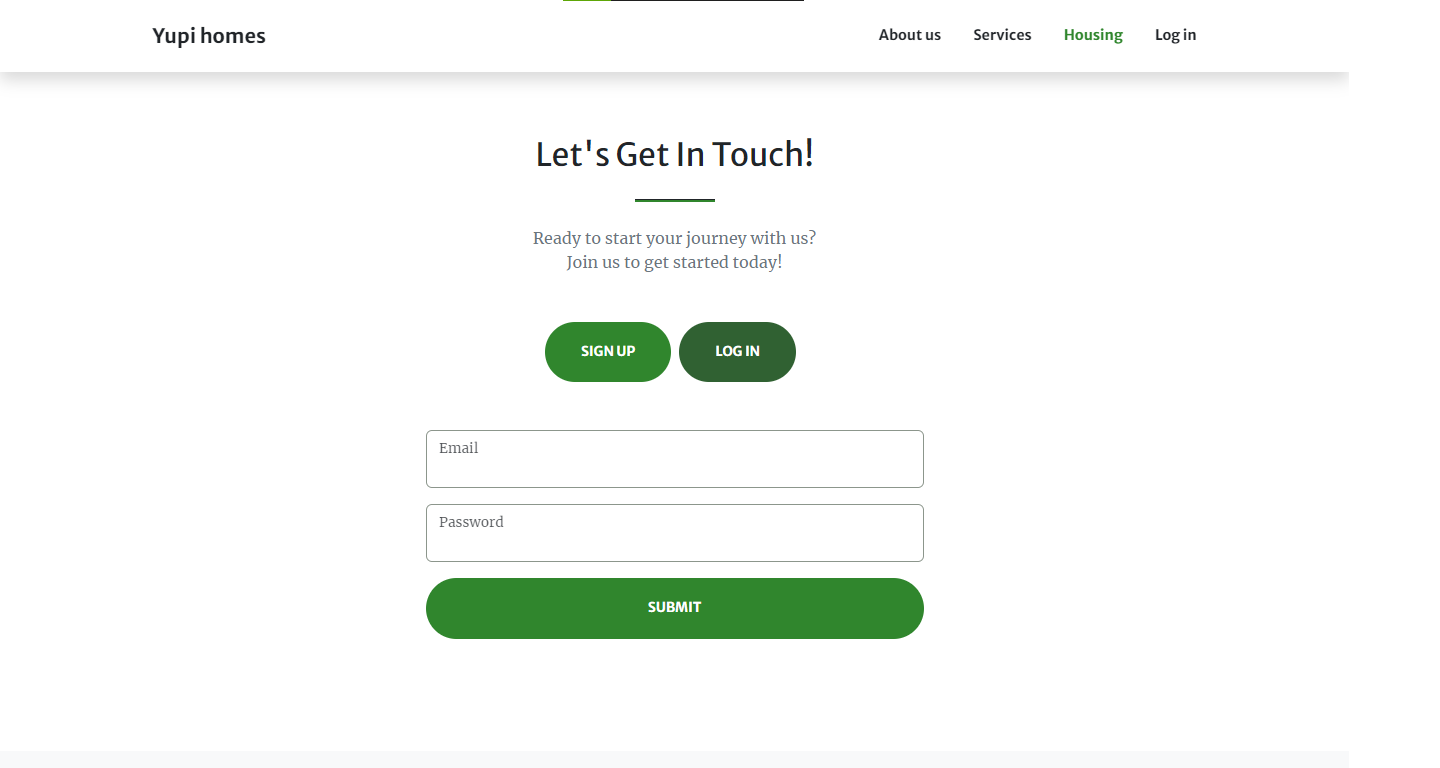 Yupi homes
About us
Services
Housing
Log in
Let's Get In Touch!
Ready to start your journey with us?
Join us to get started today!
SIGN UP
LOG IN
Email
Password
SUBMIT